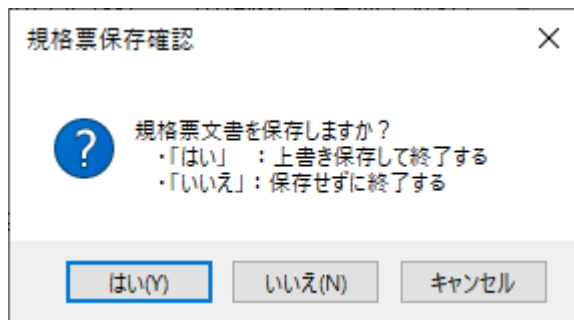 規格票保存確認
規格票文書を保存しますか？
・「はい」　：上書き保存して終了する
・「いいえ」：保存せずに終了する
はい(Y)
いいえ(N)
キャンセル